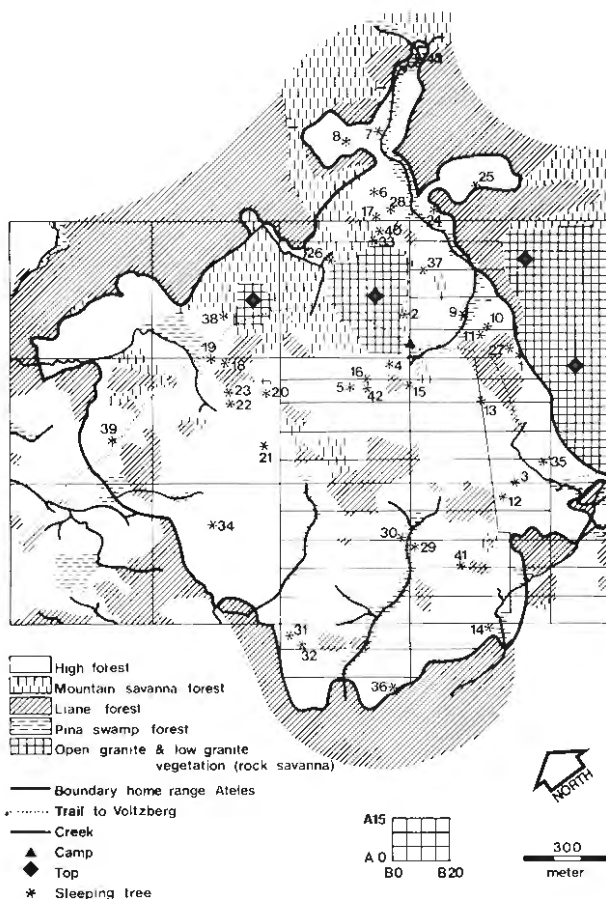 8 7
6 25
17 28
40
33
26 37
38 2 9 10
11
19 18 4 27
16
23 5 15
22 20 42 13
39 21
35
3
34 12
30
29
41
31 14
32
36
High forest
Mountain savanna forest
Liane forest
Pina swamp forest
Open granite & low granite
vegetation (rock savanna)
Boundary home range Ateles
Trail to Voltzberg
Creek
Camp
Top
Sleeping tree
NORTH
A15
A0
B0 B20
300
meter